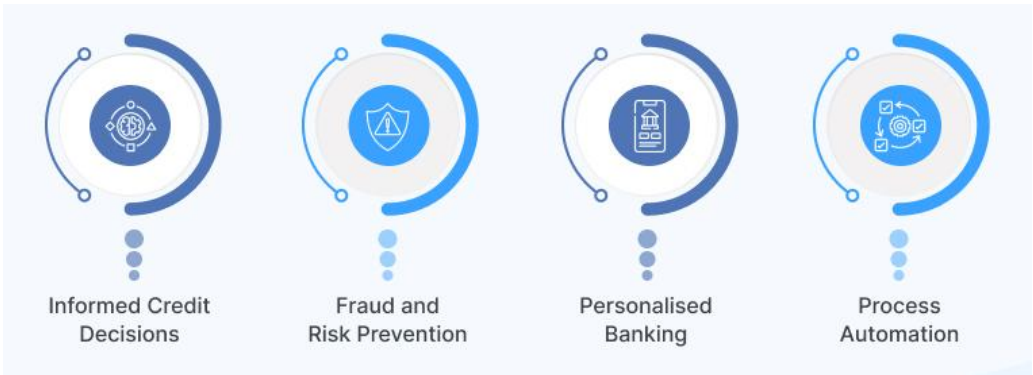 Informed Credit
Decisions
Fraud and
Risk Prevention
Personalised
Banking
Process
Automation